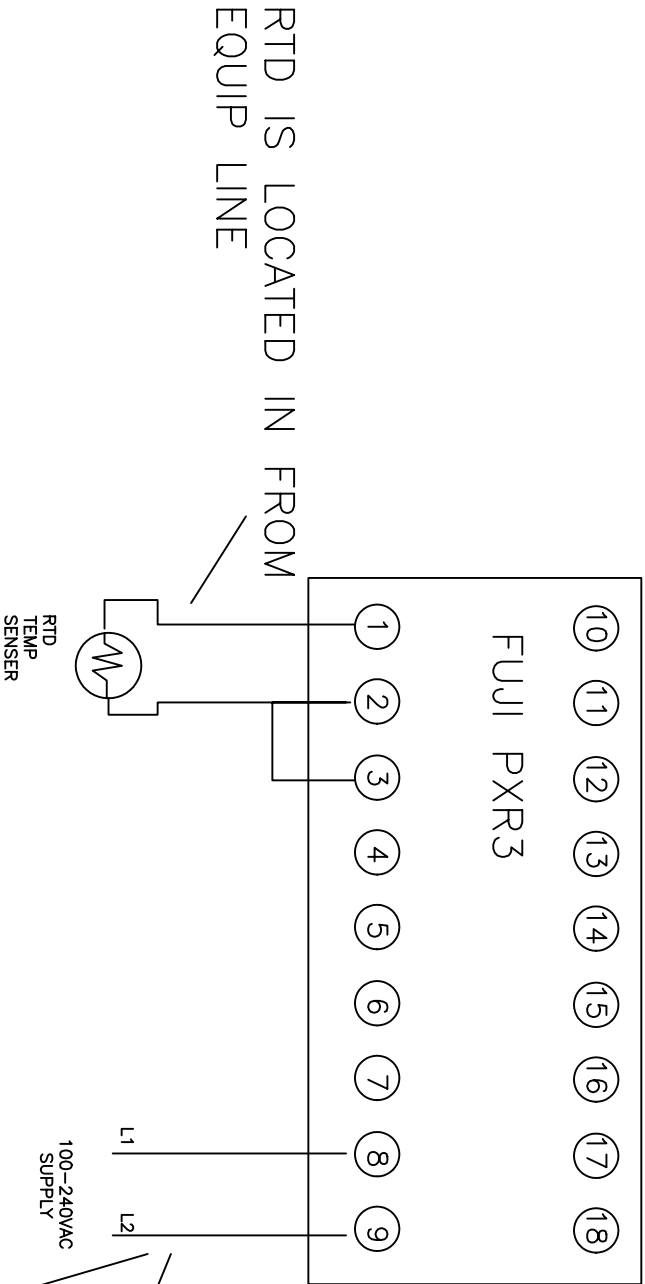 RTD IS LOCATED IN FROM
EQUIP LINE
10 11 12 13 14 15 16 17 18
FUJI PXR3
1 2 3 4 5 6 7 8 9
RTD
TEMP
SENSER
L1 L2
100-240VAC
SUPPLY